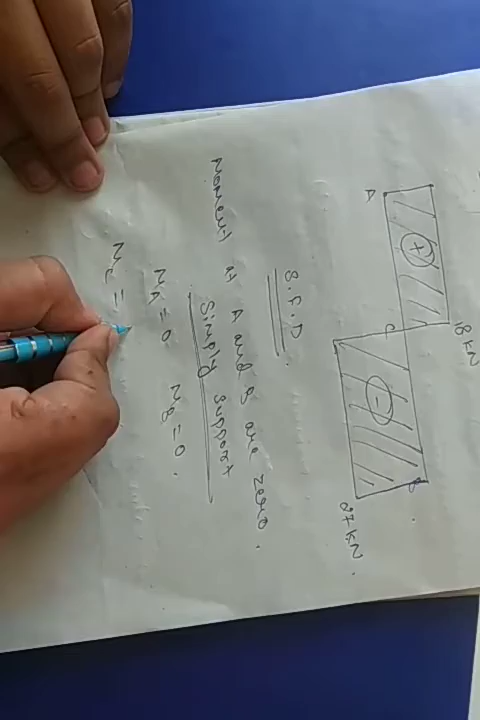 A
+
18 KN
C
-
B
27 KN.
S.F.D.
Moment at A and B are zero.
Simply support
MA = 0 MB = 0.
Mc =